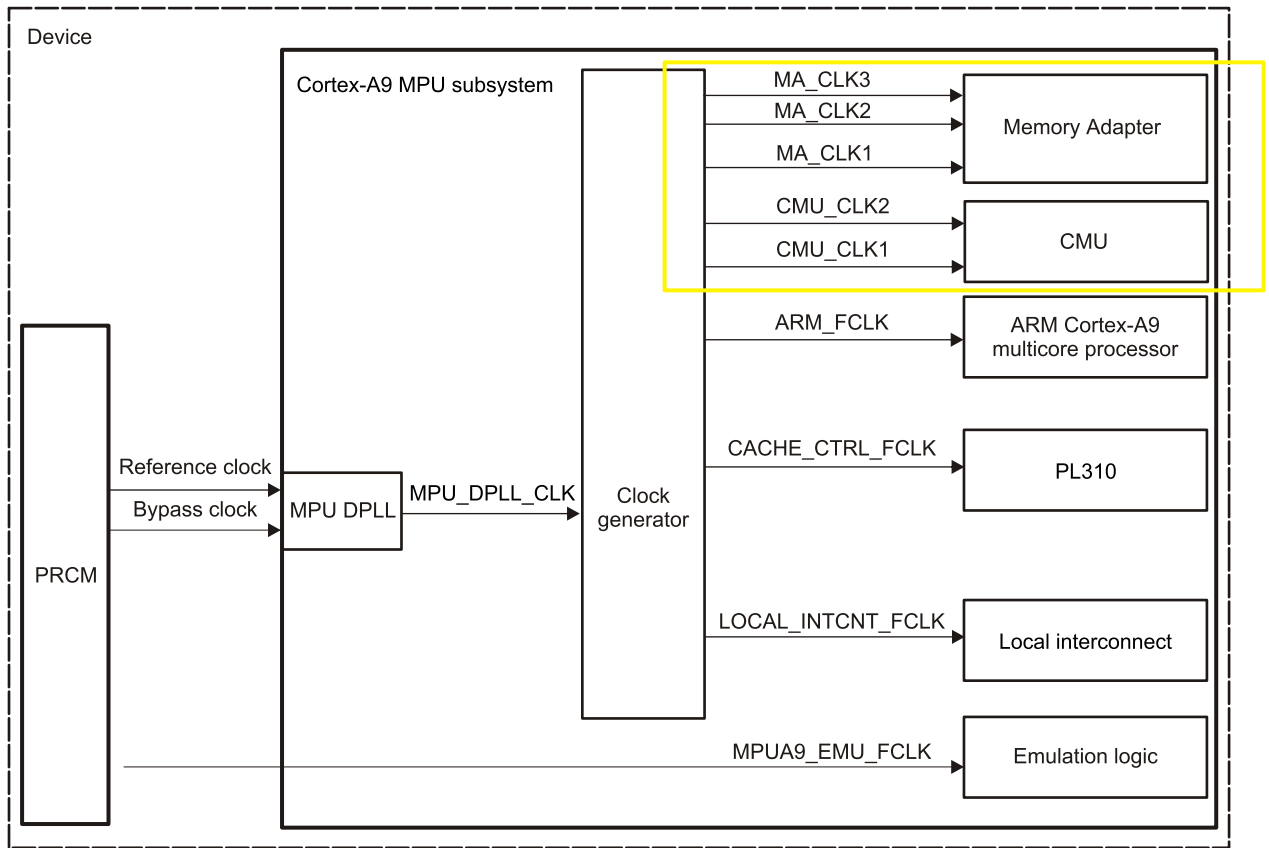 Device
Cortex-A9 MPU subsystem
MA_CLK3
MA_CLK2
MA_CLK1
Memory Adapter
CMU_CLK2
CMU_CLK1
CMU
ARM_FCLK
ARM Cortex-A9
multicore processor
CACHE_CTRL_FCLK
PL310
Reference clock
Bypass clock
MPU DPLL
MPU_DPLL_CLK
Clock
generator
PRCM
LOCAL_INTCNT_FCLK
Local interconnect
MPUA9_EMU_FCLK
Emulation logic